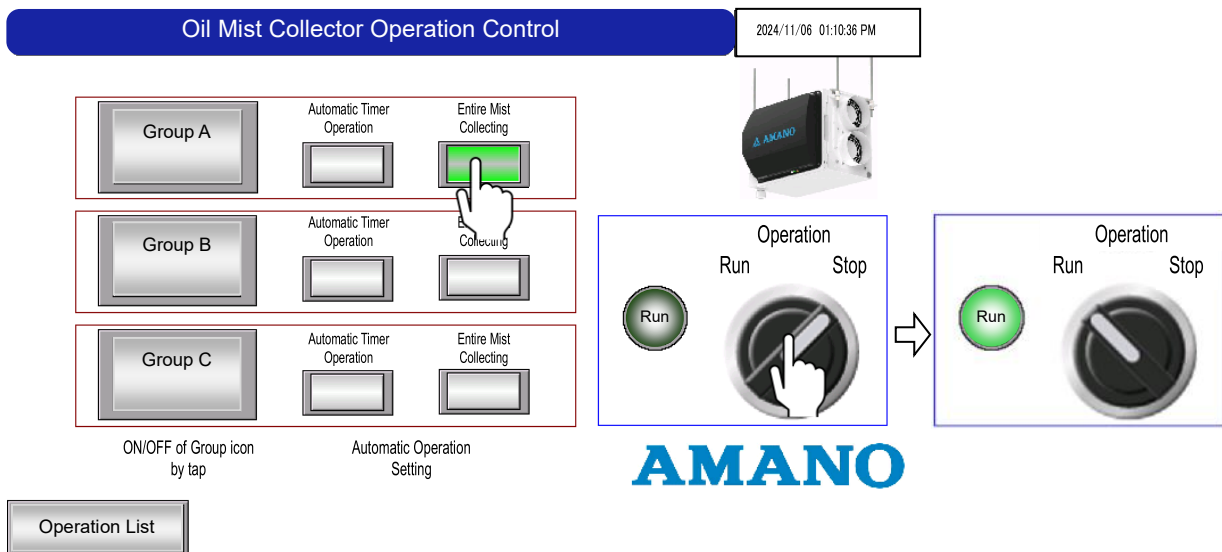 Oil Mist Collector Operation Control
2024/11/06 01:10:36 PM
AMANO
Group A
Automatic Timer
Operation
Entire Mist
Collecting
Group B
Automatic Timer
Operation
Collecting
Group C
Automatic Timer
Operation
Entire Mist
Collecting
ON/OFF of Group icon
by tap
Automatic Operation
Setting
Operation
Run
Stop
Run
Operation
Run
Stop
Run
AMANO
Operation List